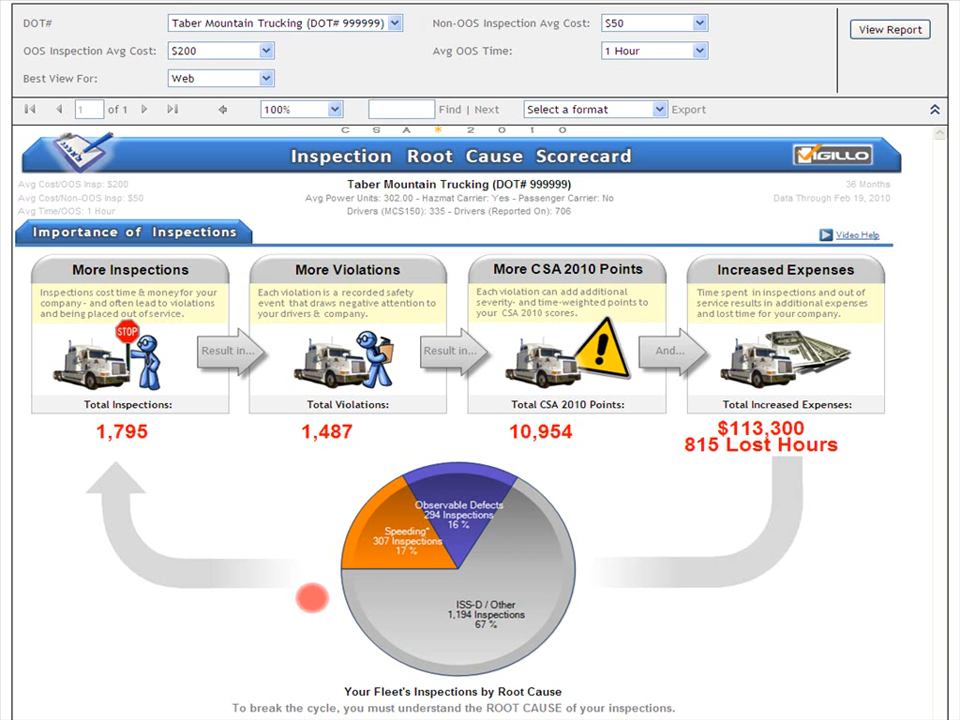 DOT# Taber Mountain Trucking (DOT# 999999) Non-OOS Inspection Avg Cost: $50 View Report
OOS Inspection Avg Cost: $200 Avg OOS Time: 1 Hour
Best View For: Web
1 of 1 100% Find | Next Select a format Export
C S A * 2 0 1 0
Inspection Root Cause Scorecard
VIGILLO
Avg Cost/OOS Insp: $200
Avg Cost/Non-OOS Insp: $50
Avg Time/OOS: 1 Hour
Taber Mountain Trucking (DOT# 999999)
Avg Power Units: 302.00 - Hazmat Carrier: Yes - Passenger Carrier: No
Drivers (MCS150): 335 - Drivers (Reported On): 706
36 Months
Data Through Feb 19, 2010
Importance of Inspections
Video Help
More Inspections
Inspections cost time & money for your
company - and often lead to violations
and being placed out of service.
STOP
Total Inspections:
1,795
Result in...
More Violations
Each violation is a recorded safety
event that draws negative attention to
your drivers & company.
Total Violations:
1,487
Result in...
More CSA 2010 Points
Each violation can add additional
severity- and time-weighted points to
your CSA 2010 scores.
Total CSA 2010 Points:
10,954
And...
Increased Expenses
Time spent in inspections and out of
service results in additional expenses
and lost time for your company.
Total Increased Expenses:
$113,300
815 Lost Hours
Observable Defects
294 Inspections
16 %
Speeding*
307 Inspections
17 %
ISS-D / Other
1,194 Inspections
67 %
Your Fleet's Inspections by Root Cause
To break the cycle, you must understand the ROOT CAUSE of your inspections.